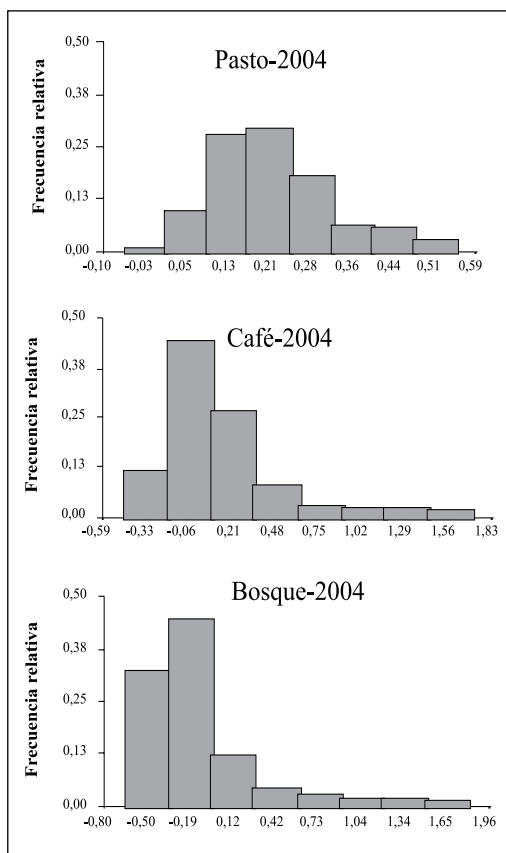 Pasto-2004
Frecuencia relativa
0,50
0,38
0,25
0,13
0,00
-0,10 -0,03 0,05 0,13 0,21 0,28 0,36 0,44 0,51 0,59
Café-2004
Frecuencia relativa
0,50
0,38
0,25
0,13
0,00
-0,59 -0,33 -0,06 0,21 0,48 0,75 1,02 1,29 1,56 1,83
Bosque-2004
Frecuencia relativa
0,50
0,38
0,25
0,13
0,00
-0,80 -0,50 -0,19 0,12 0,42 0,73 1,04 1,34 1,65 1,96